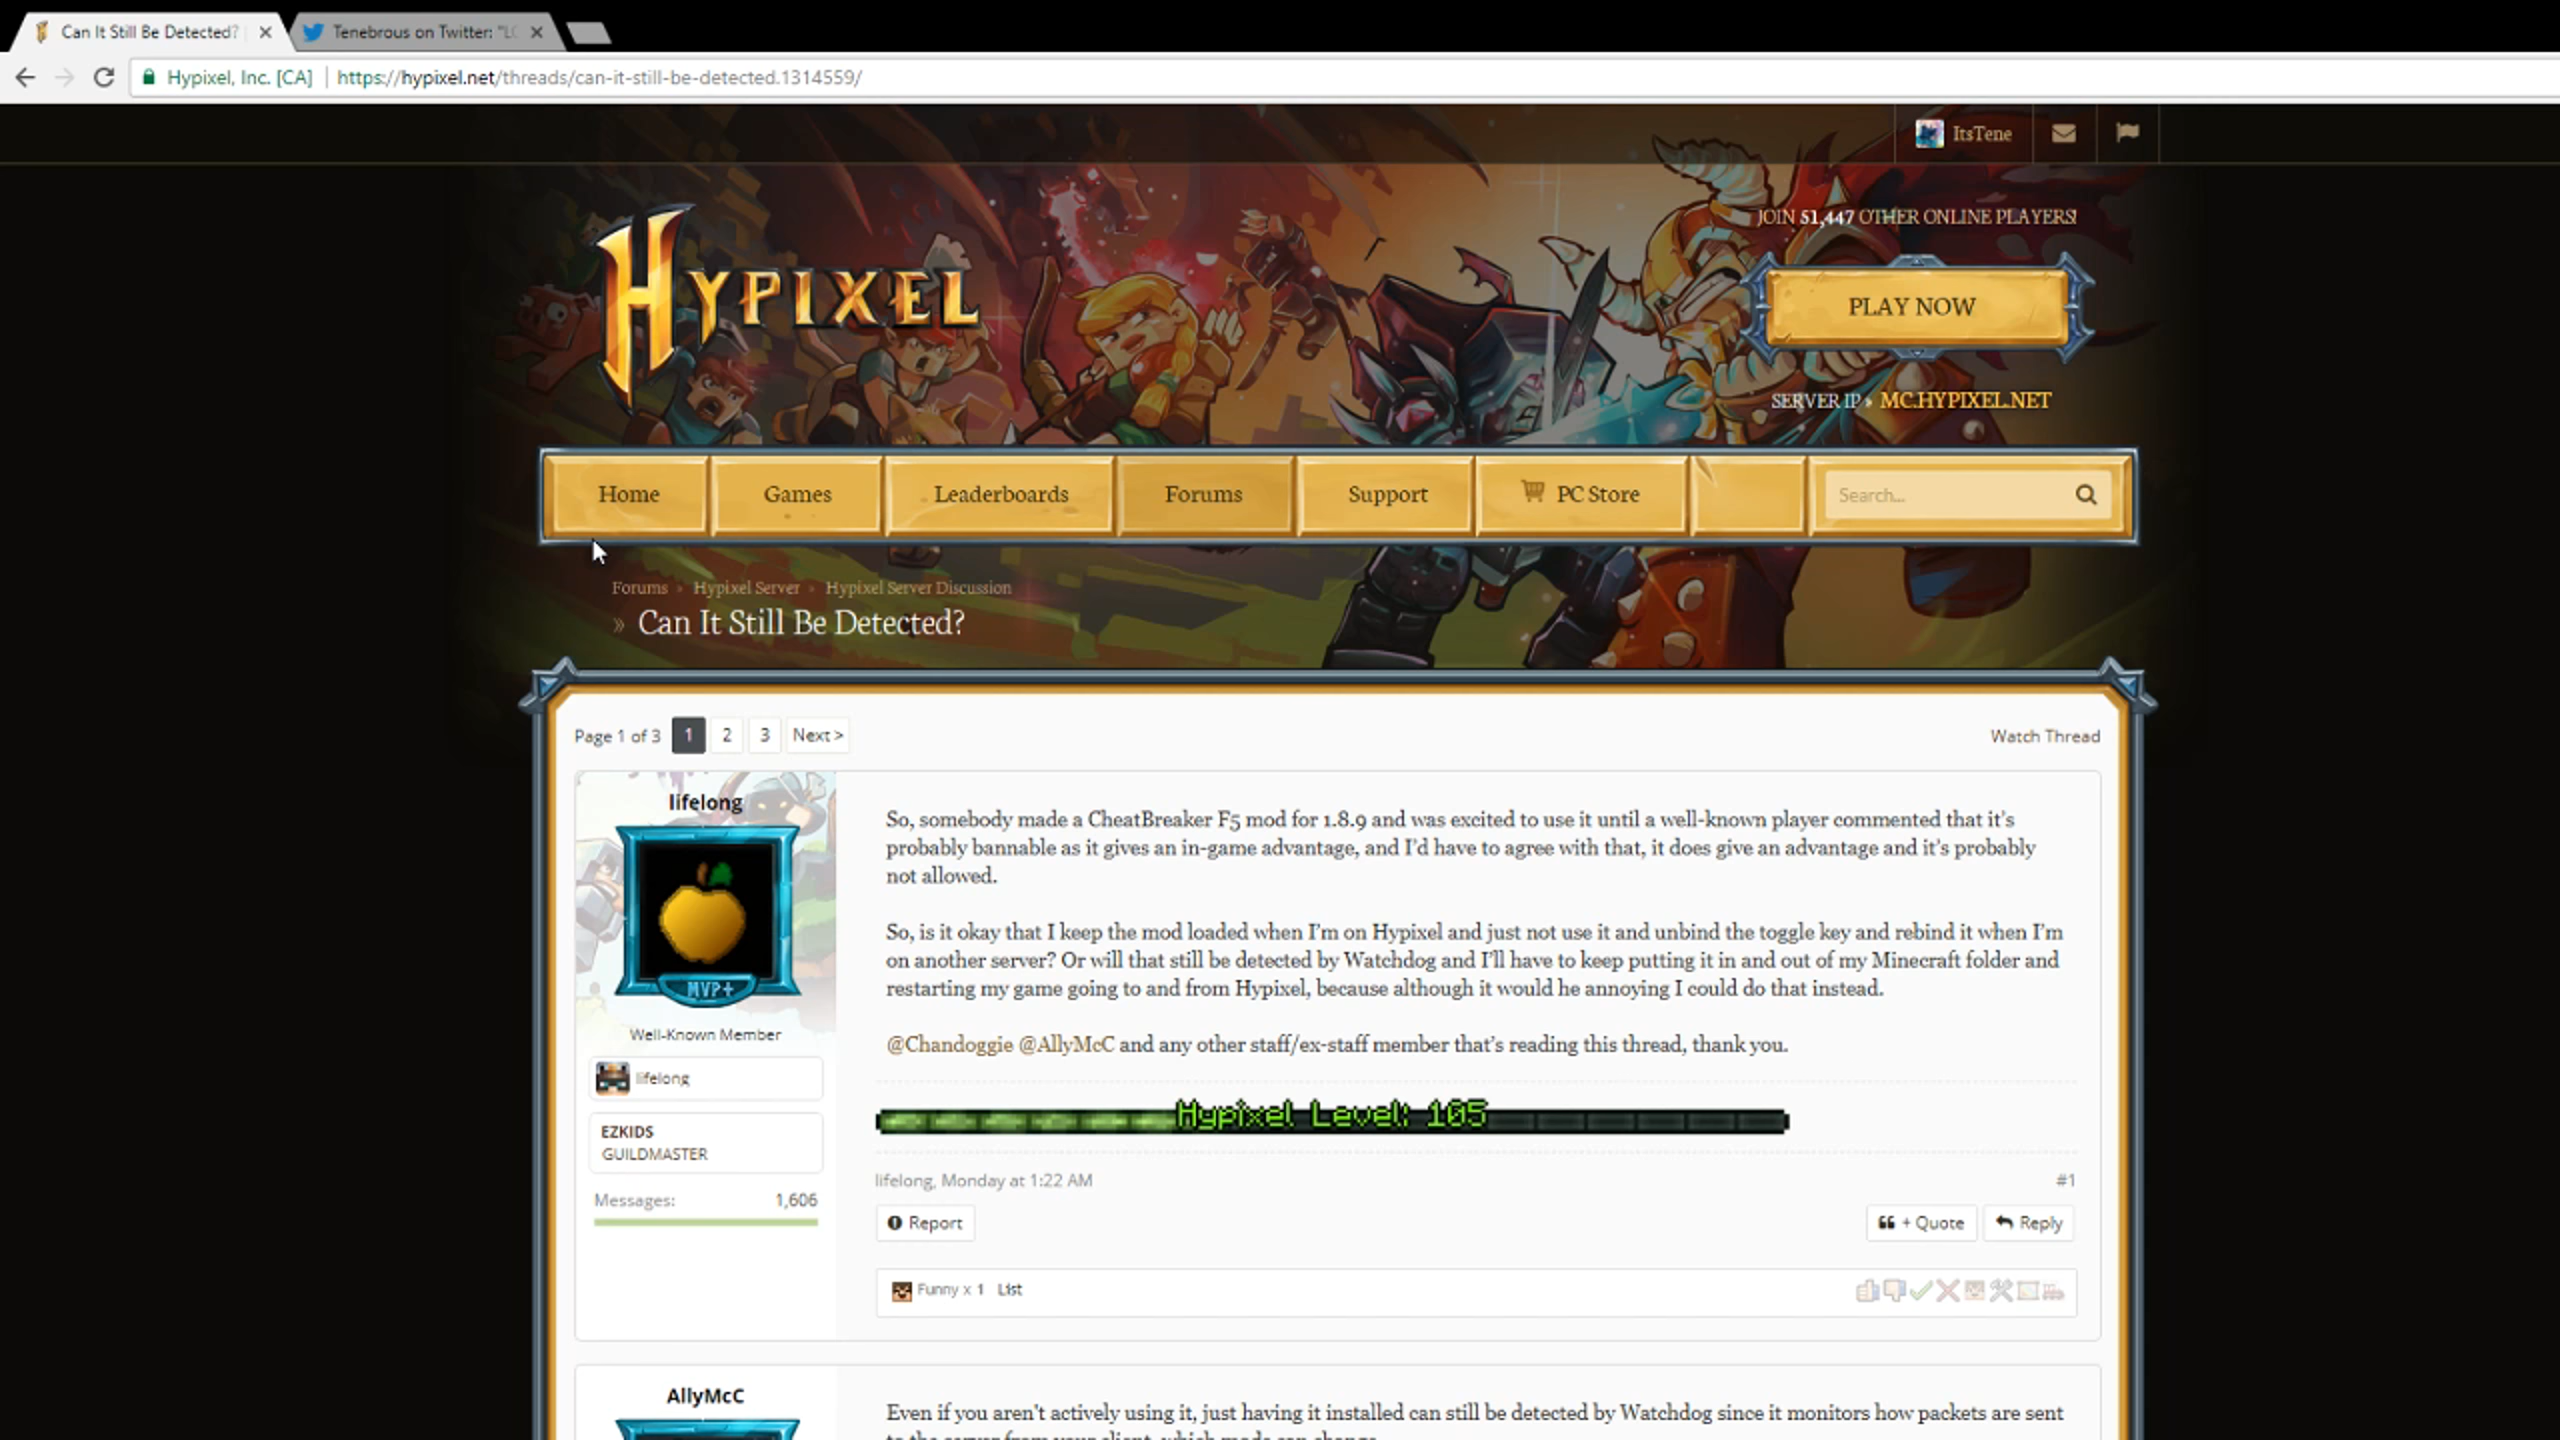 Can It Still Be Detected?
Tenebrous on Twitter: "LO
Hypixel, Inc. [CA] https://hypixel.net/threads/can-it-still-be-detected.1314559/
ItsTene
HYPIXEL
JOIN 51,447 OTHER ONLINE PLAYERS!
PLAY NOW
SERVER IP » MC.HYPIXEL.NET
Home Games Leaderboards Forums Support PC Store Search...
Forums » Hypixel Server » Hypixel Server Discussion
» Can It Still Be Detected?
Page 1 of 3 1 2 3 Next > Watch Thread
lifelong
MVP+
Well-Known Member
lifelong
EZKIDS
GUILDMASTER
Messages: 1,606
So, somebody made a CheatBreaker F5 mod for 1.8.9 and was excited to use it until a well-known player commented that it's
probably bannable as it gives an in-game advantage, and I'd have to agree with that, it does give an advantage and it's probably
not allowed.
So, is it okay that I keep the mod loaded when I'm on Hypixel and just not use it and unbind the toggle key and rebind it when I'm
on another server? Or will that still be detected by Watchdog and I'll have to keep putting it in and out of my Minecraft folder and
restarting my game going to and from Hypixel, because although it would he annoying I could do that instead.
@Chandoggie @AllyMcC and any other staff/ex-staff member that's reading this thread, thank you.
Hypixel Level: 105
lifelong, Monday at 1:22 AM #1
Report + Quote Reply
Funny x 1 List
AllyMcC
Even if you aren't actively using it, just having it installed can still be detected by Watchdog since it monitors how packets are sent